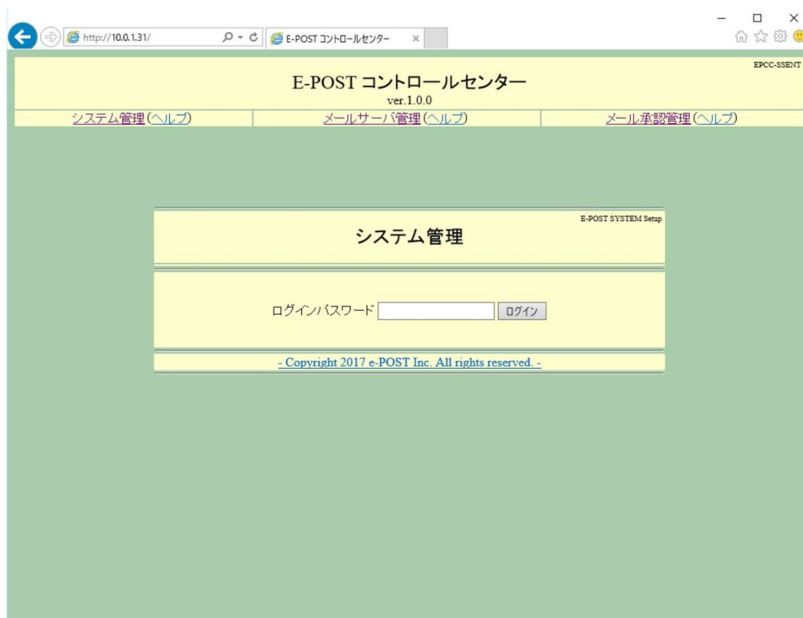 http://10.0.1.31/
E-POST コントロールセンター
EPCC-SSENT
E-POST コントロールセンター
ver.1.0.0
システム管理(ヘルプ)
メールサーバ管理(ヘルプ)
メール承認管理(ヘルプ)
E-POST SYSTEM Setup
システム管理
ログインパスワード
ログイン
- Copyright 2017 e-POST Inc. All rights reserved. -